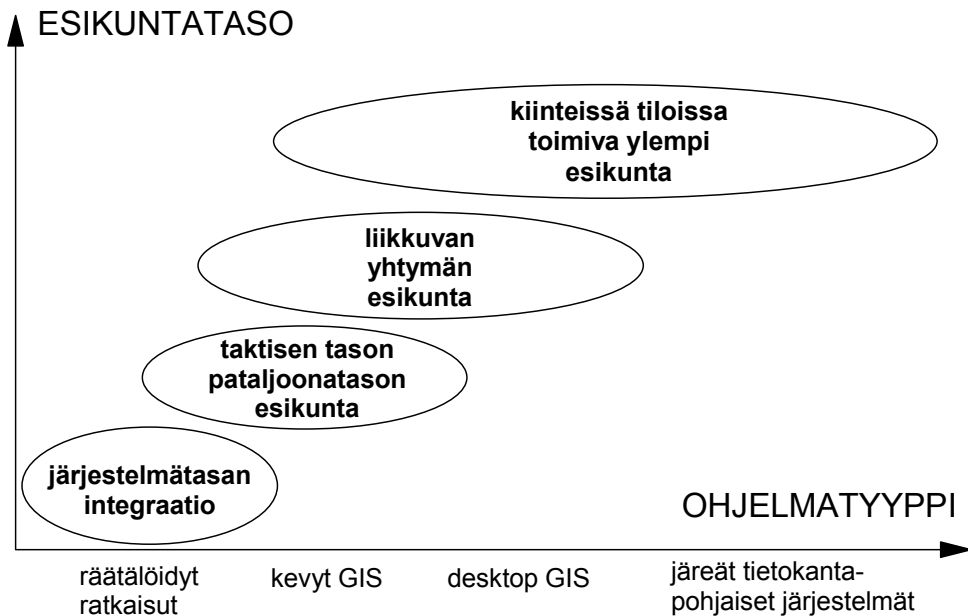 ESIKUNTATASO
kiinteissä tiloissa
toimiva ylempi
esikunta
liikkuvan
yhtymän
esikunta
taktisen tason
pataljoonatason
esikunta
järjestelmätasan
integraatio
OHJELMATYYPPI
räätälöidyt
ratkaisut
kevyt GIS
desktop GIS
järeät tietokanta-
pohjaiset järjestelmät